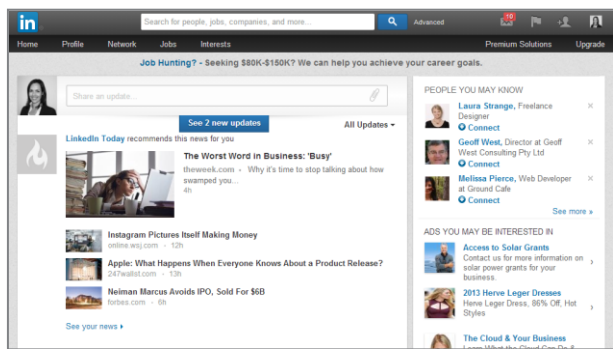 in
Search for people, jobs, companies, and more...
Advanced
10
Home Profile Network Jobs Interests Premium Solutions Upgrade
Job Hunting? - Seeking $80K-$150K? We can help you achieve your career goals.
Share an update...
See 2 new updates
All Updates
LinkedIn Today recommends this news for you
The Worst Word in Business: 'Busy'
theweek.com - Why it's time to stop talking about how
swamped you...
4h
Instagram Pictures Itself Making Money
online.wsj.com - 12h
Apple: What Happens When Everyone Knows About a Product Release?
247wallst.com - 13h
Neiman Marcus Avoids IPO, Sold For $6B
forbes.com - 6h
See your news
PEOPLE YOU MAY KNOW
Laura Strange, Freelance
Designer
Connect
Geoff West, Director at Geoff
West Consulting Pty Ltd
Connect
Melissa Pierce, Web Developer
at Ground Cafe
Connect
See more »
ADS YOU MAY BE INTERESTED IN
Access to Solar Grants
Contact us for more information on
solar power grants for your
business.
2013 Herve Leger Dresses
Herve Leger Dress, 86% Off, Hot
Styles
The Cloud & Your Business
Learn What the Cloud Can Do &